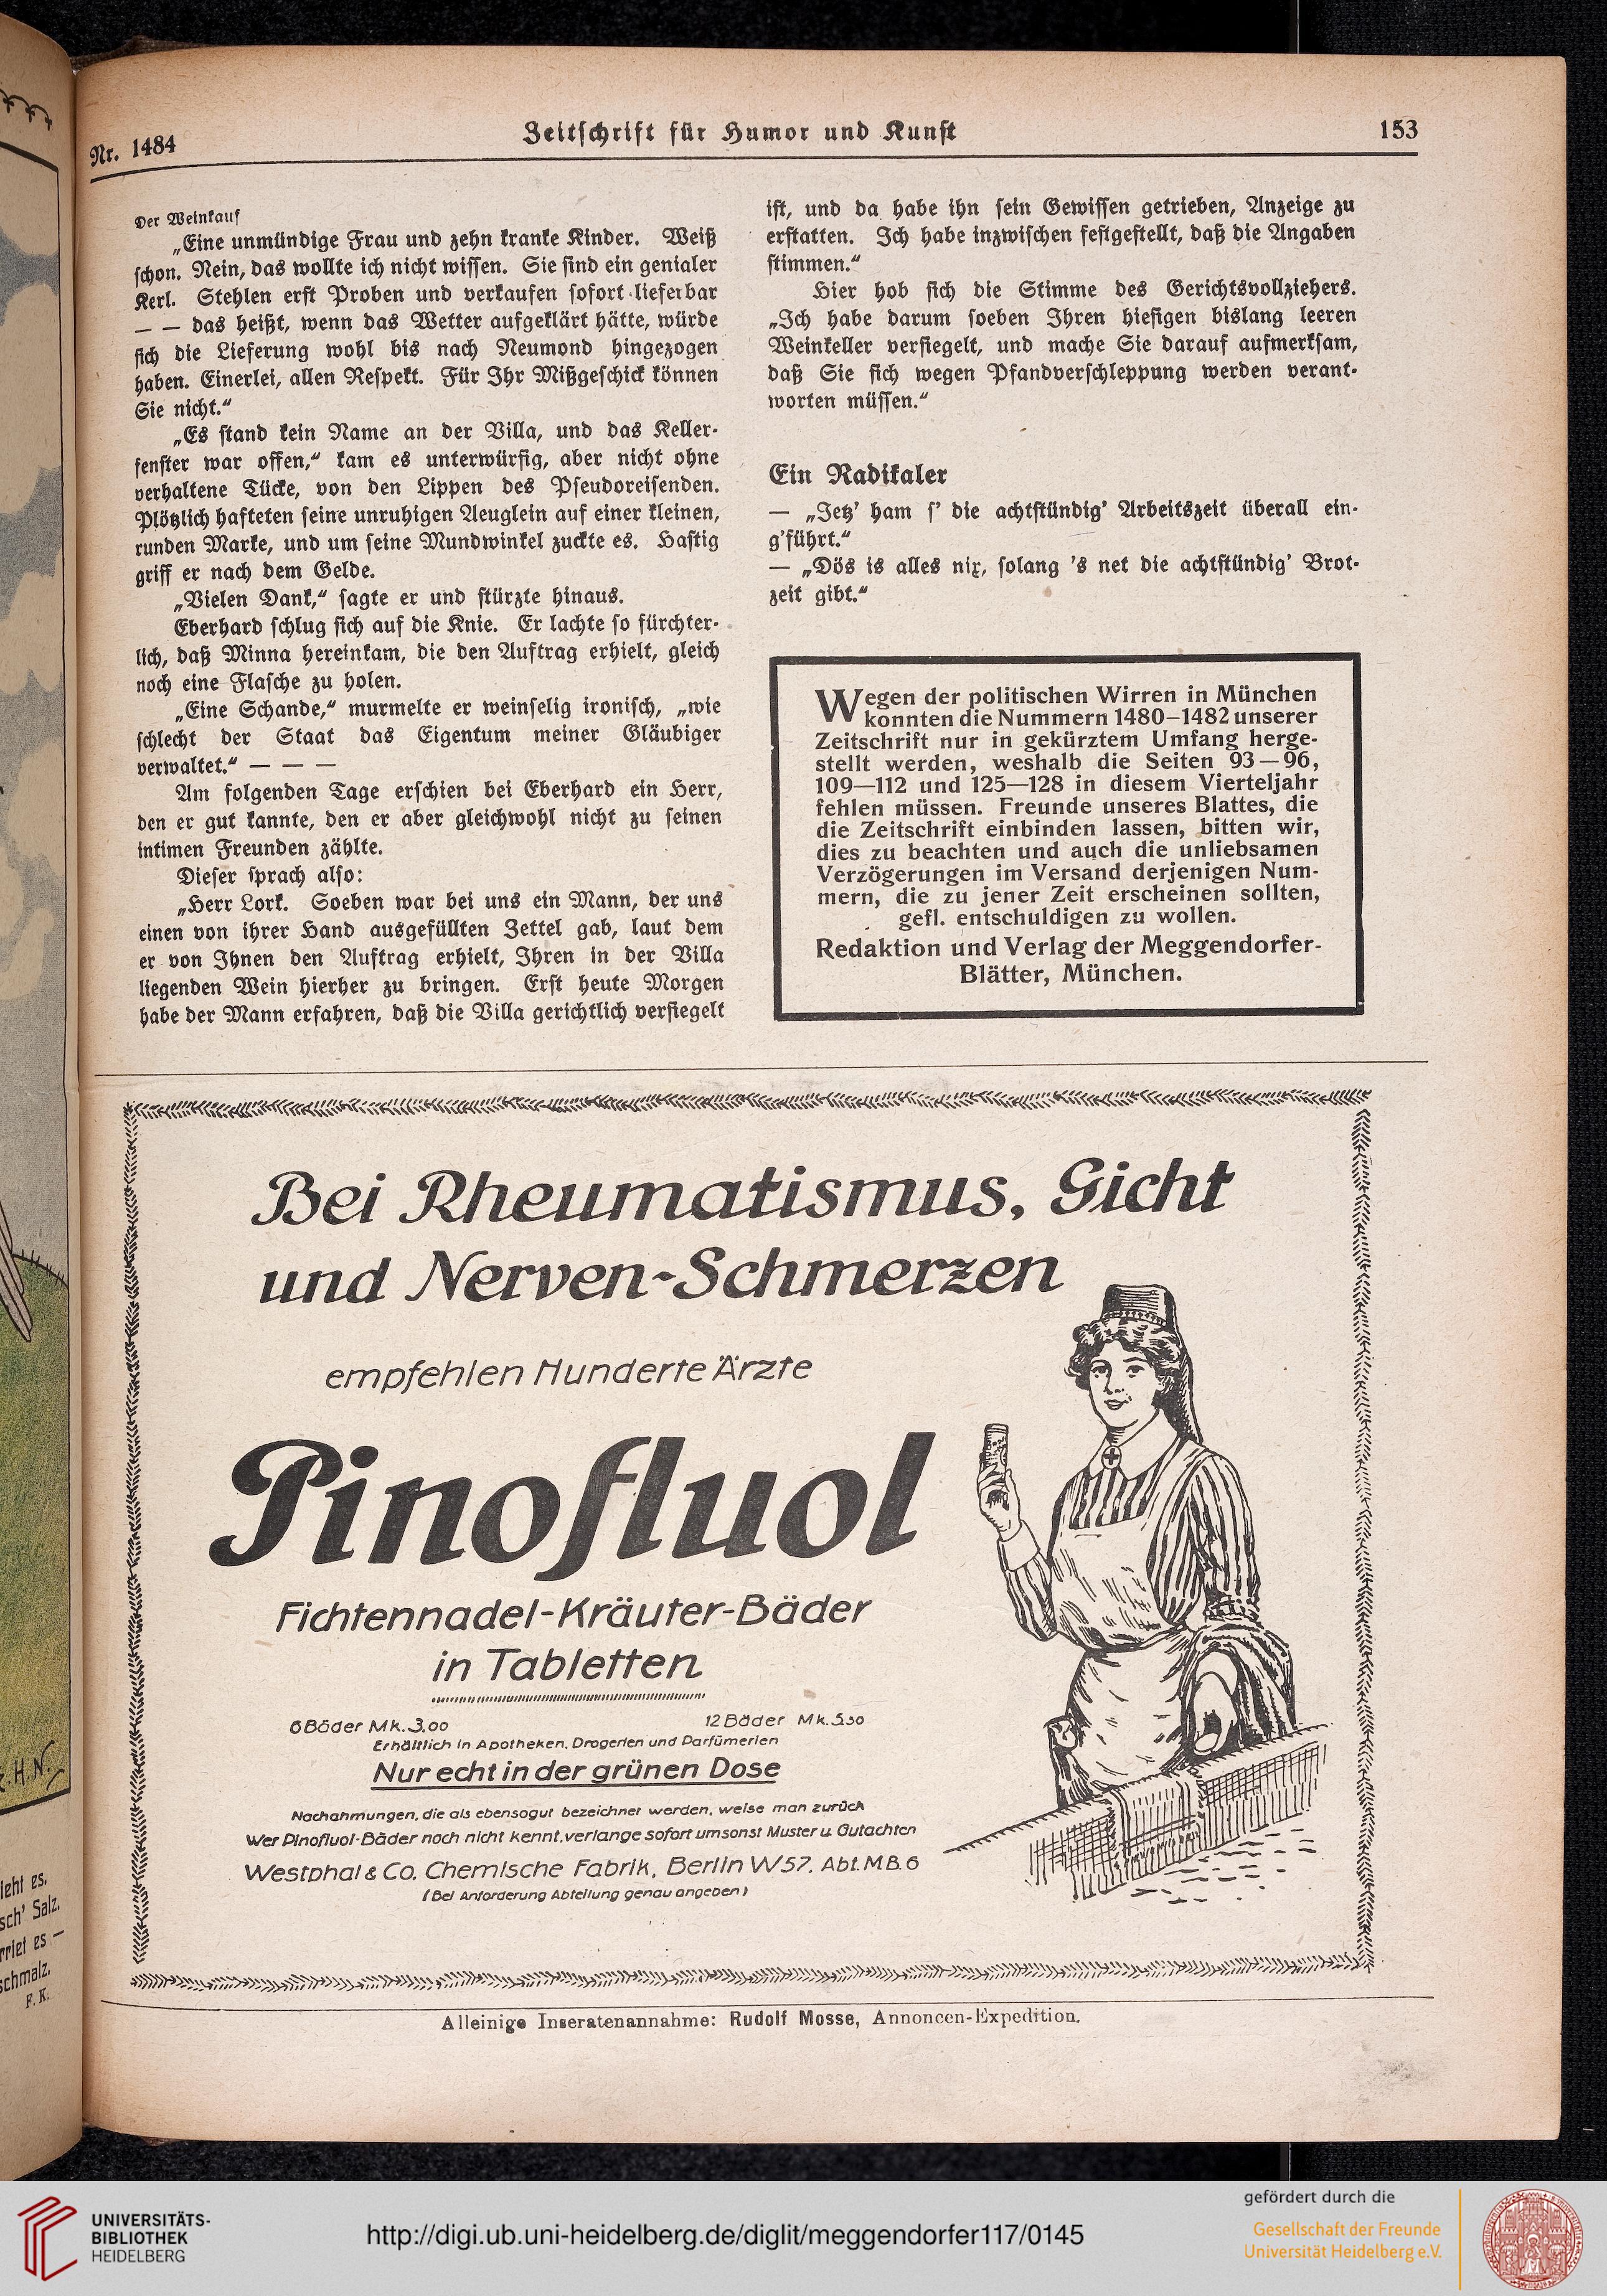 Nr. 1484
Zeitschrift für Humor und Kunst
153
Der Weinkauf
„Eine unmündige Frau und zehn kranke Kinder. Weiß
schon. Nein, das wollte ich nicht wissen. Sie sind ein genialer
Kerl. Stehlen erst Proben und verkaufen sofort lieferbar
— — das heißt, wenn das Wetter aufgeklärt hätte, würde
sich die Lieferung wohl bis nach Neumond hingezogen
haben. Einerlei, allen Respekt. Für Ihr Mißgeschick können
Sie nicht.“
„Es stand kein Name an der Villa, und das Keller-
fenster war offen,“ kam es unterwürfig, aber nicht ohne
verhaltene Tücke, von den Lippen des Pseudoreisenden.
Plötzlich hafteten seine unruhigen Aeuglein auf einer kleinen,
runden Marke, und um seine Mundwinkel zuckte es. Hastig
griff er nach dem Gelde.
„Vielen Dank,“ sagte er und stürzte hinaus.
Eberhard schlug sich auf die Knie. Er lachte so fürchter-
lich, daß Minna hereinkam, die den Auftrag erhielt, gleich
noch eine Flasche zu holen.
„Eine Schande,“ murmelte er weinselig ironisch, „wie
schlecht der Staat das Eigentum meiner Gläubiger
verwaltet.“ — — —
Am folgenden Tage erschien bei Eberhard ein Herr,
den er gut kannte, den er aber gleichwohl nicht zu seinen
intimen Freunden zählte.
Dieser sprach also:
„Herr Lork. Soeben war bei uns ein Mann, der uns
einen von ihrer Hand ausgefüllten Zettel gab, laut dem
er von Ihnen den Auftrag erhielt, Ihren in der Villa
liegenden Wein hierher zu bringen. Erst heute Morgen
habe der Mann erfahren, daß die Villa gerichtlich versiegelt
ist, und da habe ihn sein Gewissen getrieben, Anzeige zu
erstatten. Ich habe inzwischen festgestellt, daß die Angaben
stimmen.“
Hier hob sich die Stimme des Gerichtsvollziehers.
„Ich habe darum soeben Ihren hiesigen bislang leeren
Weinkeller versiegelt, und mache Sie darauf aufmerksam,
daß Sie sich wegen Pfandverschleppung werden verant-
worten müssen.“
Ein Radikaler
— „Jetz' ham s' die achtstündig' Arbeitszeit überall ein-
g'führt.“
— „Dös is alles nix, solang 's net die achtstündig' Brot-
zeit gibt.“
Wegen der politischen Wirren in München
konnten die Nummern 1480–1482 unserer
Zeitschrift nur in gekürztem Umfang herge-
stellt werden, weshalb die Seiten 93—96,
109—112 und 125—128 in diesem Vierteljahr
fehlen müssen. Freunde unseres Blattes, die
die Zeitschrift einbinden lassen, bitten wir,
dies zu beachten und auch die unliebsamen
Verzögerungen im Versand derjenigen Num-
mern, die zu jener Zeit erscheinen sollten,
gefl. entschuldigen zu wollen.
Redaktion und Verlag der Meggendorfer-
Blätter, München.
Bei Rheumatismus, Gicht
und Nerven-Schmerzen
empfehlen Hunderte Ärzte
Pinofluol
Fichtennadel-Kräuter-Bäder
in Tabletten
6 Bäder Mk. 3.00
12 Bäder Mk. 5.50
Erhältlich in Apotheken, Drogerien und Parfümerien
Nur echt in der grünen Dose
Nachahmungen, die als ebensogut bezeichnet werden, weise man zurück
Wer Pinofluol-Bäder noch nicht kennt, verlange sofort umsonst Muster u. Gutachten
Westphal & Co. Chemische Fabrik, Berlin W57. Abt. M.B. 6
(Bei Anforderung Abteilung genau angeben)
Alleinige Inseratenannahme: Rudolf Mosse, Annoncen-Expedition.
. H. N.
ieht es.
sch' Salz.
rriet es —
schmalz.
F. K.
UNIVERSITÄTS-
BIBLIOTHEK
HEIDELBERG
http://digi.ub.uni-heidelberg.de/diglit/meggendorfer117/0145
gefördert durch die
Gesellschaft der Freunde
Universität Heidelberg e.V.